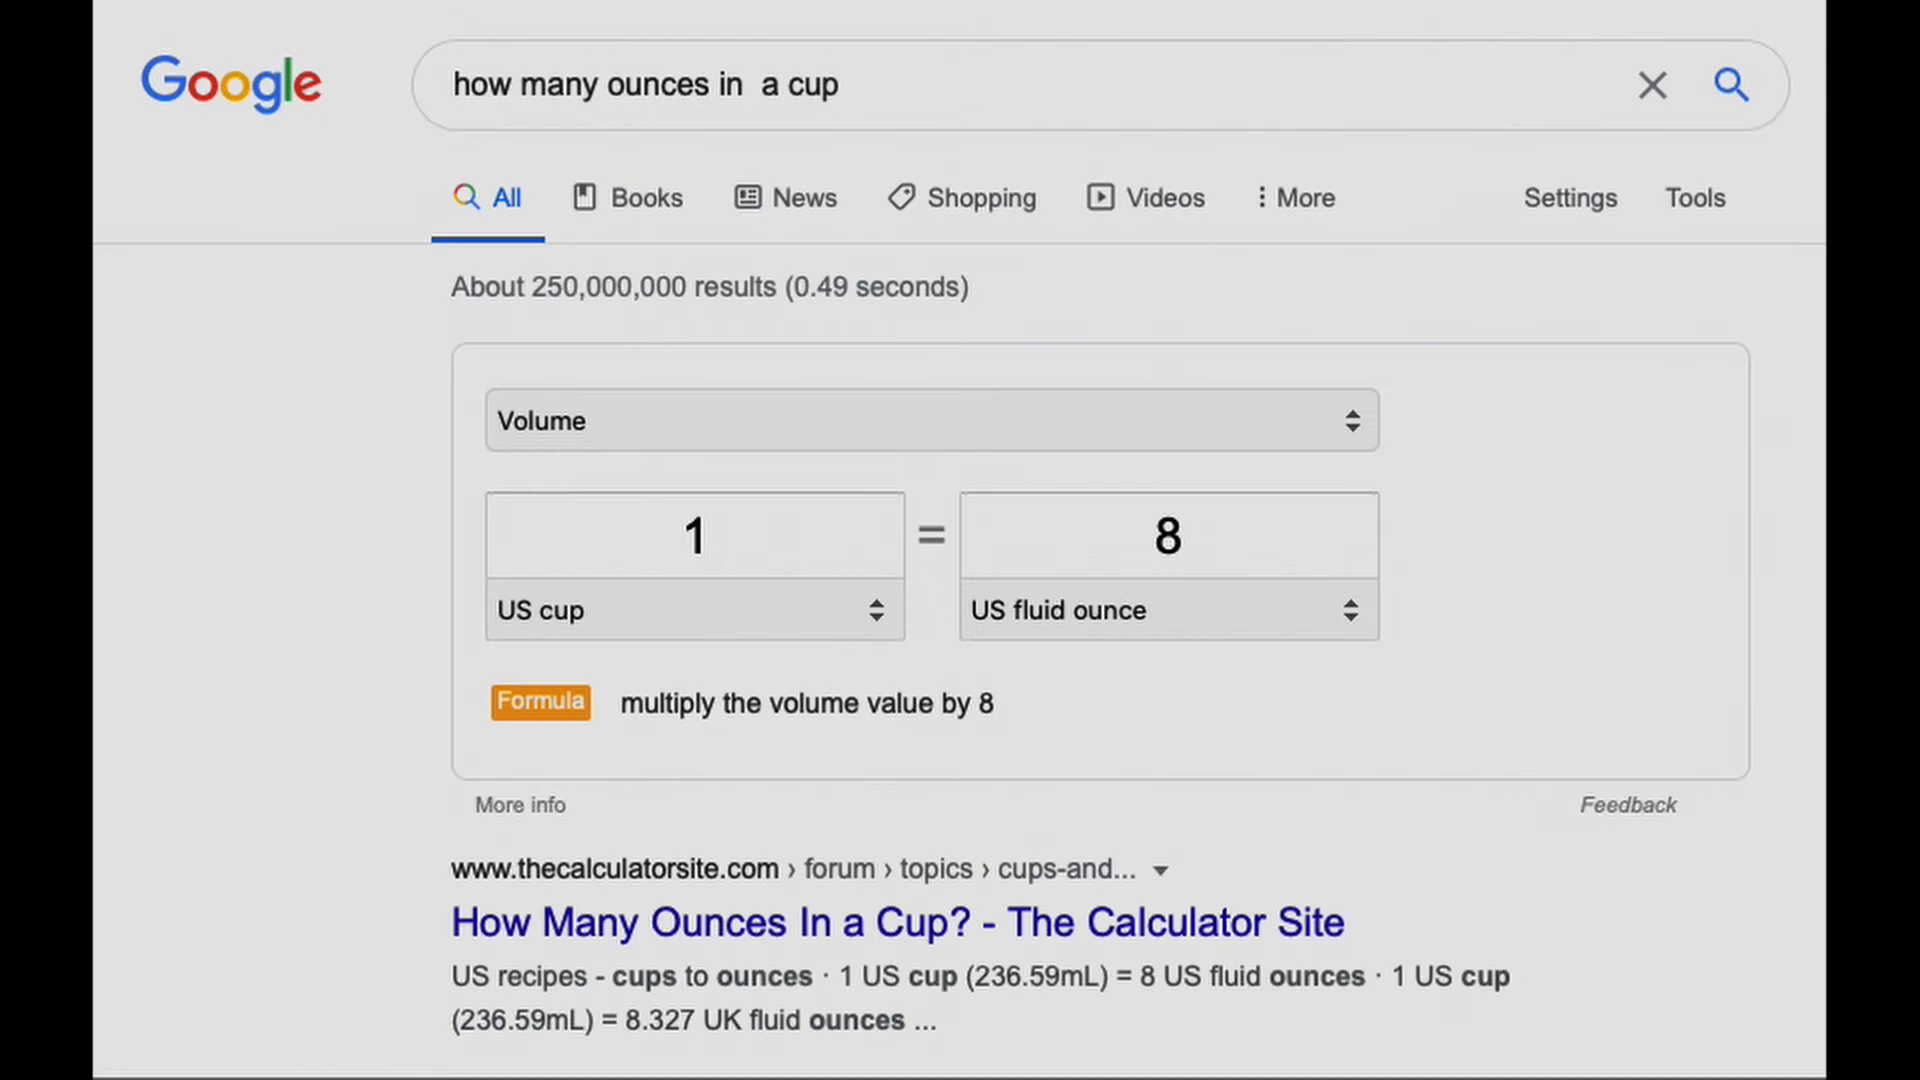 Google
how many ounces in  a cup
All Books News Shopping Videos More Settings Tools
About 250,000,000 results (0.49 seconds)
Volume
1 = 8
US cup US fluid ounce
Formula multiply the volume value by 8
More info Feedback
www.thecalculatorsite.com › forum › topics › cups-and...
How Many Ounces In a Cup? - The Calculator Site
US recipes - cups to ounces · 1 US cup (236.59mL) = 8 US fluid ounces · 1 US cup
(236.59mL) = 8.327 UK fluid ounces ...